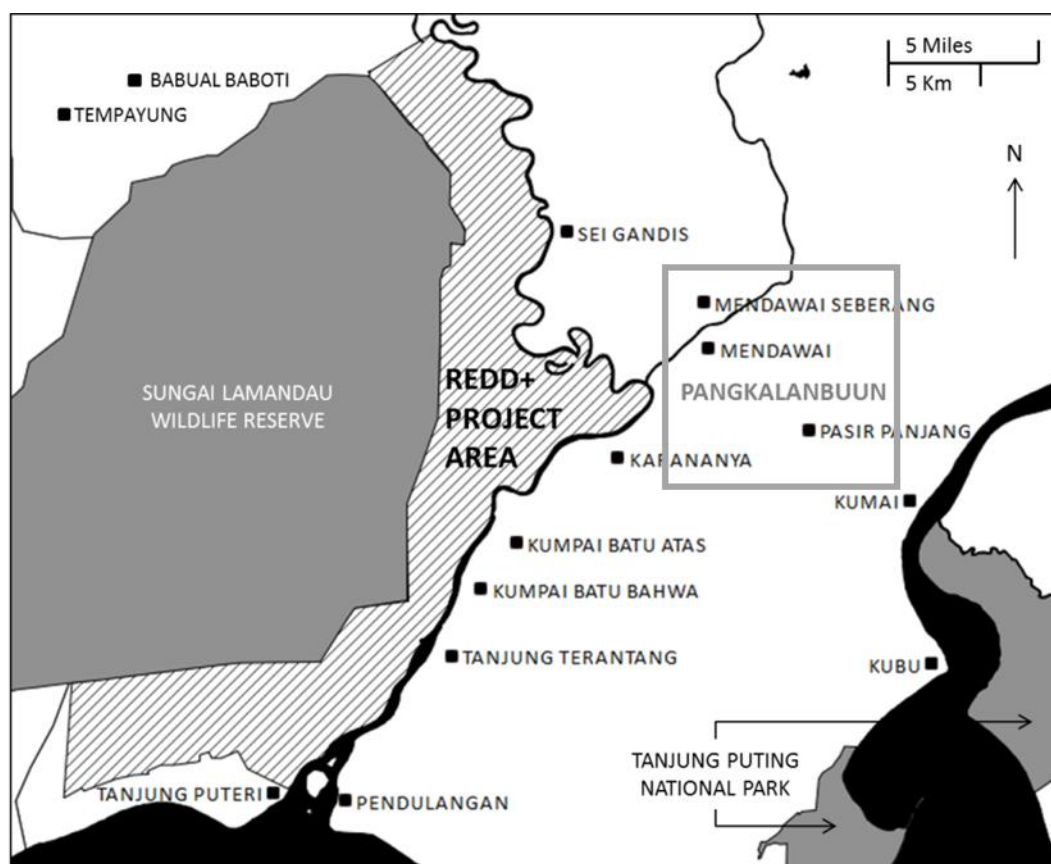 5 Miles
5 Km
BABUAL BABOTI
TEMPAYUNG
N
SEI GANDIS
MENDAWAI SEBERANG
MENDAWAI
SUNGAI LAMANDAU
WILDLIFE RESERVE
REDD+
PROJECT
AREA
PANGKALANBUUN
PASIR PANJANG
KARANANYA
KUMAI
KUMPAI BATU ATAS
KUMPAI BATU BAHWA
TANJUNG TERANTANG
KUBU
TANJUNG PUTING
NATIONAL PARK
TANJUNG PUTERI
PENDULANGAN